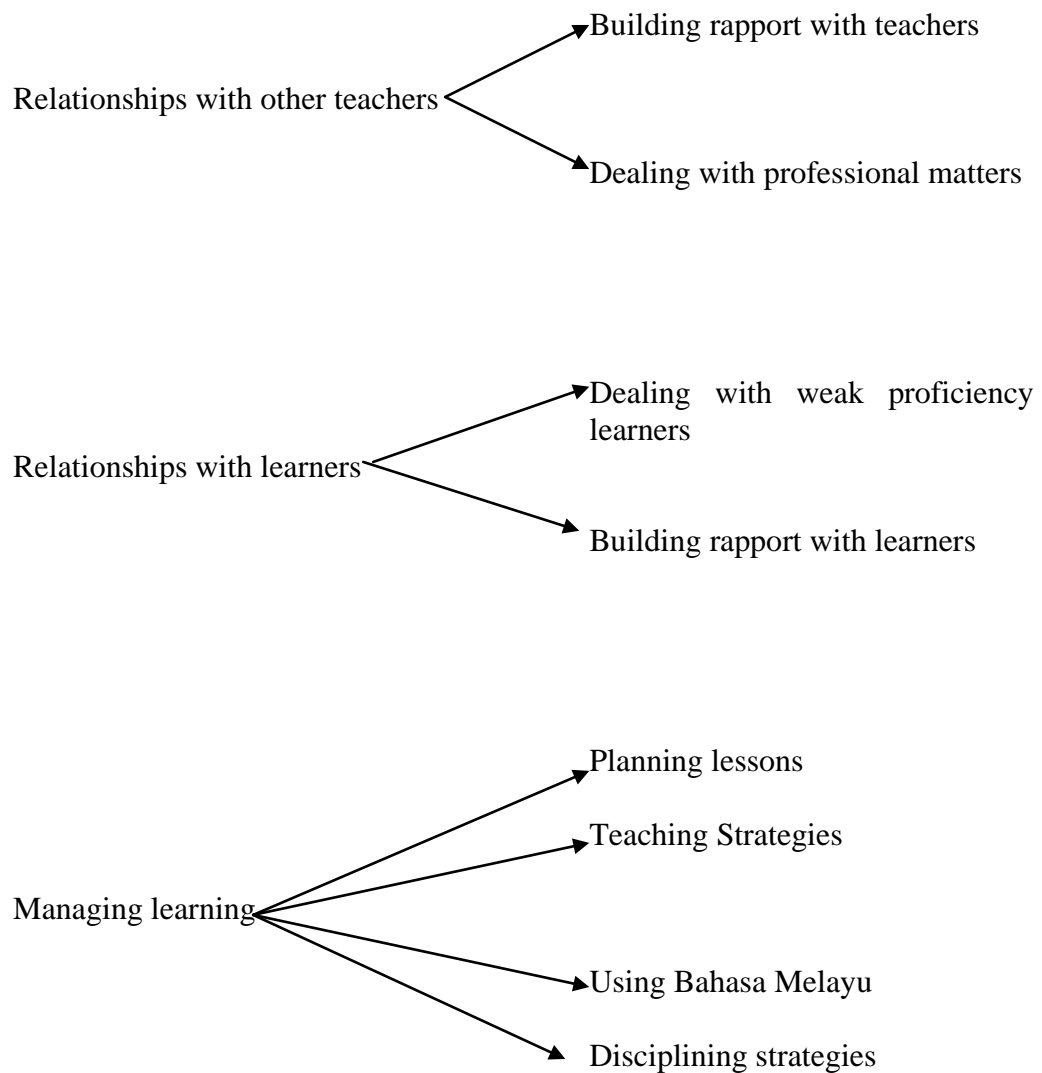 Building rapport with teachers
Relationships with other teachers
Dealing with professional matters
Dealing with weak proficiency
learners
Relationships with learners
Building rapport with learners
Planning lessons
Teaching Strategies
Managing learning
Using Bahasa Melayu
Disciplining strategies